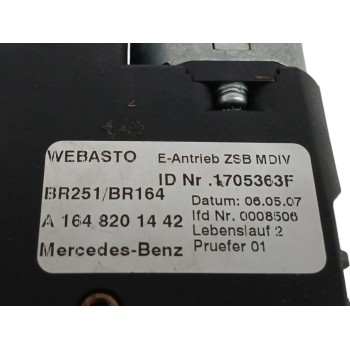 WEBASTO E-Antrieb ZSB MDIV
ID Nr .1705363F
BR251/BR164 Datum: 06.05.07
A 164 820 14 42 lfd Nr. 0008506
Lebenslauf 2
Mercedes-Benz Pruefer 01